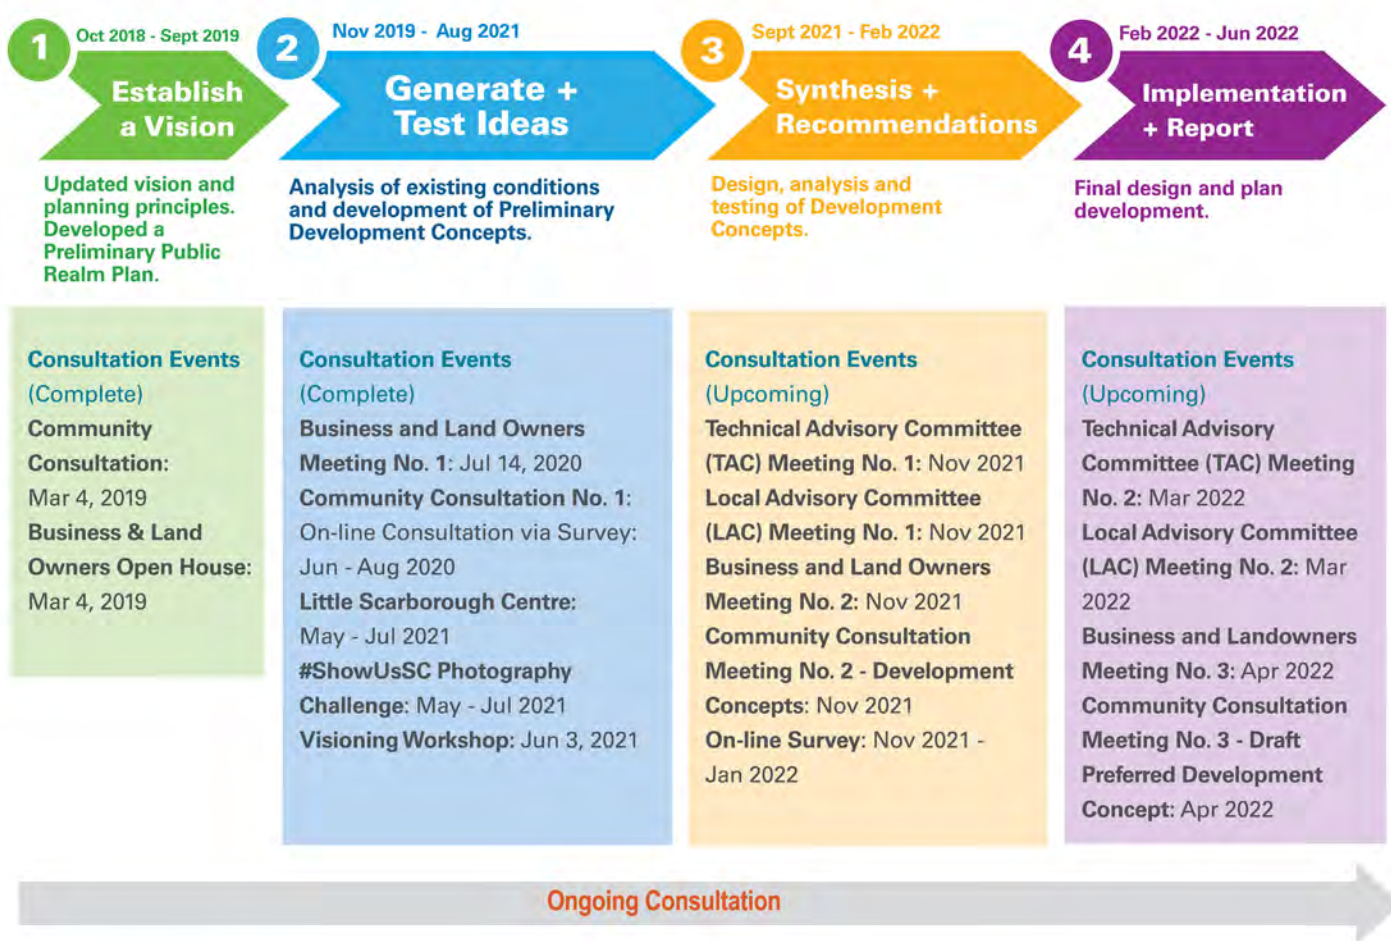 1
Oct 2018 - Sept 2019
Establish
a Vision
Updated vision and
planning principles.
Developed a
Preliminary Public
Realm Plan.
Consultation Events
(Complete)
Community
Consultation:
Mar 4, 2019
Business & Land
Owners Open House:
Mar 4, 2019
2
Nov 2019 - Aug 2021
Generate +
Test Ideas
Analysis of existing conditions
and development of Preliminary
Development Concepts.
Consultation Events
(Complete)
Business and Land Owners
Meeting No. 1: Jul 14, 2020
Community Consultation No. 1:
On-line Consultation via Survey:
Jun - Aug 2020
Little Scarborough Centre:
May - Jul 2021
#ShowUsSC Photography
Challenge: May - Jul 2021
Visioning Workshop: Jun 3, 2021
3
Sept 2021 - Feb 2022
Synthesis +
Recommendations
Design, analysis and
testing of Development
Concepts.
Consultation Events
(Upcoming)
Technical Advisory Committee
(TAC) Meeting No. 1: Nov 2021
Local Advisory Committee
(LAC) Meeting No. 1: Nov 2021
Business and Land Owners
Meeting No. 2: Nov 2021
Community Consultation
Meeting No. 2 - Development
Concepts: Nov 2021
On-line Survey: Nov 2021 -
Jan 2022
4
Feb 2022 - Jun 2022
Implementation
+ Report
Final design and plan
development.
Consultation Events
(Upcoming)
Technical Advisory
Committee (TAC) Meeting
No. 2: Mar 2022
Local Advisory Committee
(LAC) Meeting No. 2: Mar
2022
Business and Landowners
Meeting No. 3: Apr 2022
Community Consultation
Meeting No. 3 - Draft
Preferred Development
Concept: Apr 2022
Ongoing Consultation